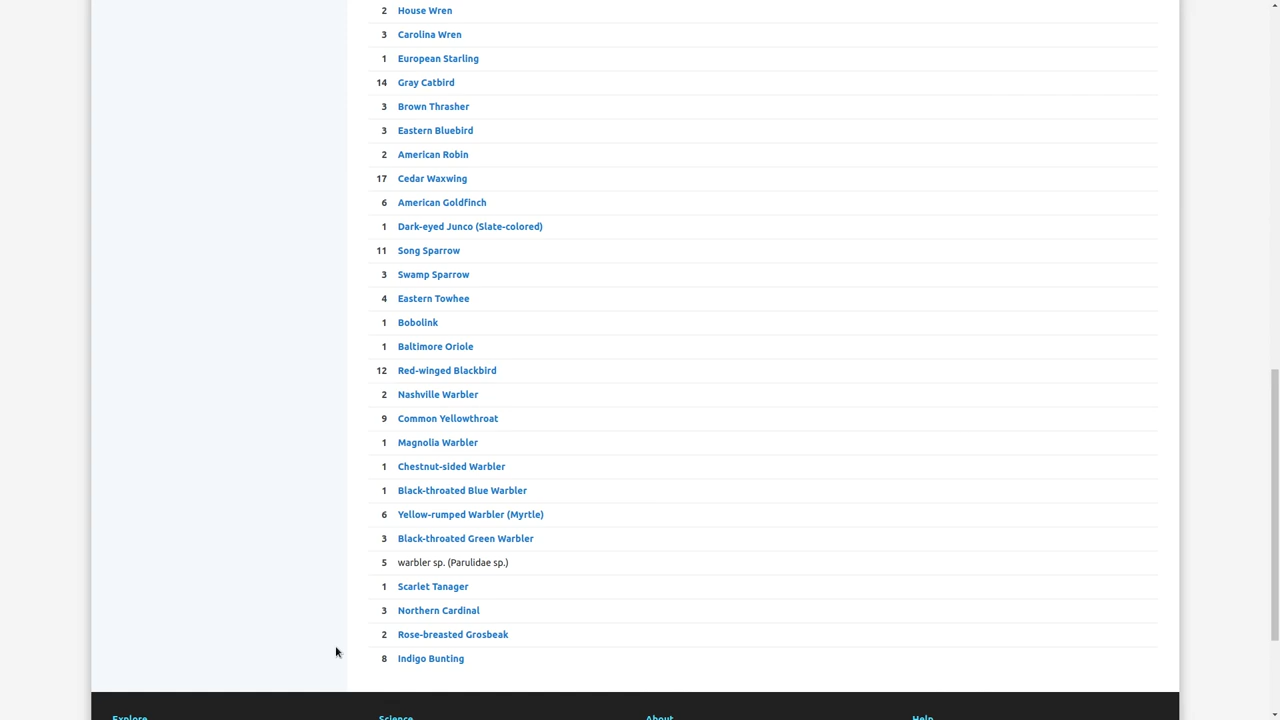 2 House Wren
3 Carolina Wren
1 European Starling
14 Gray Catbird
3 Brown Thrasher
3 Eastern Bluebird
2 American Robin
17 Cedar Waxwing
6 American Goldfinch
1 Dark-eyed Junco (Slate-colored)
11 Song Sparrow
3 Swamp Sparrow
4 Eastern Towhee
1 Bobolink
1 Baltimore Oriole
12 Red-winged Blackbird
2 Nashville Warbler
9 Common Yellowthroat
1 Magnolia Warbler
1 Chestnut-sided Warbler
1 Black-throated Blue Warbler
6 Yellow-rumped Warbler (Myrtle)
3 Black-throated Green Warbler
5 warbler sp. (Parulidae sp.)
1 Scarlet Tanager
3 Northern Cardinal
2 Rose-breasted Grosbeak
8 Indigo Bunting
Explore Science About Help